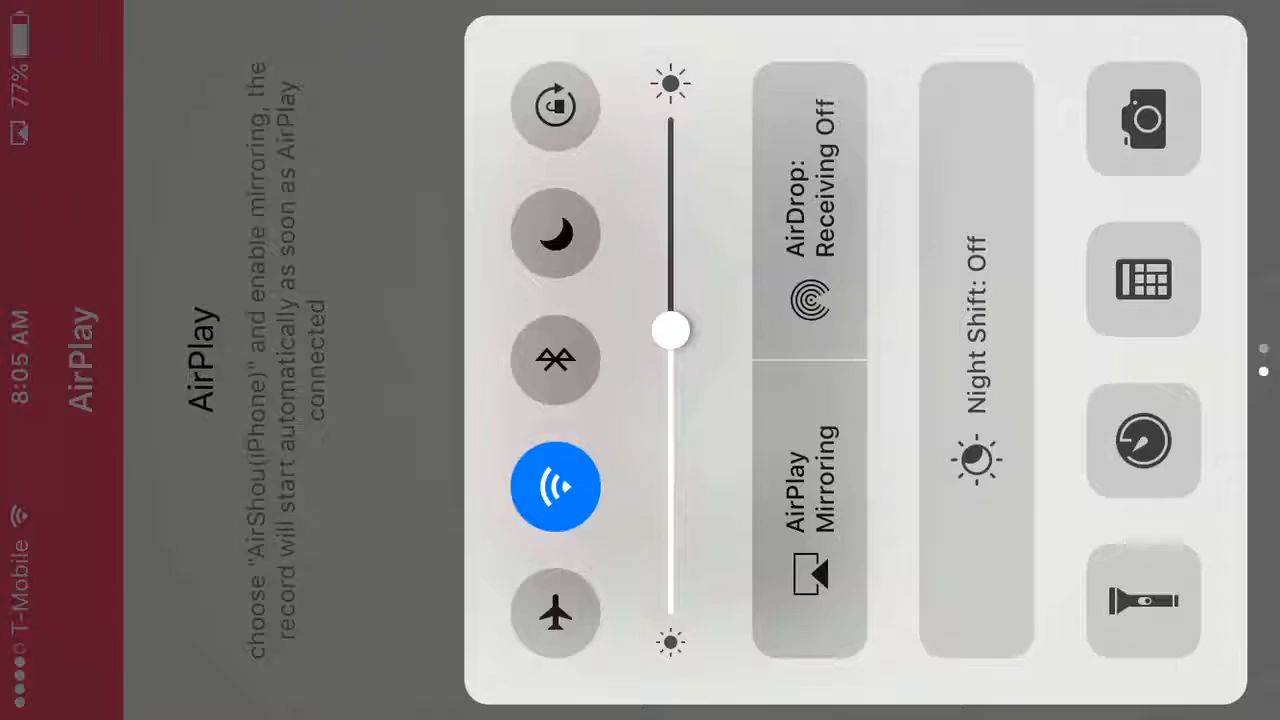 T-Mobile 8:05 AM 77%
AirPlay
AirPlay
choose "AirShou(iPhone)" and enable mirroring, the
record will start automatically as soon as AirPlay
connected
AirPlay
Mirroring
AirDrop:
Receiving Off
Night Shift: Off